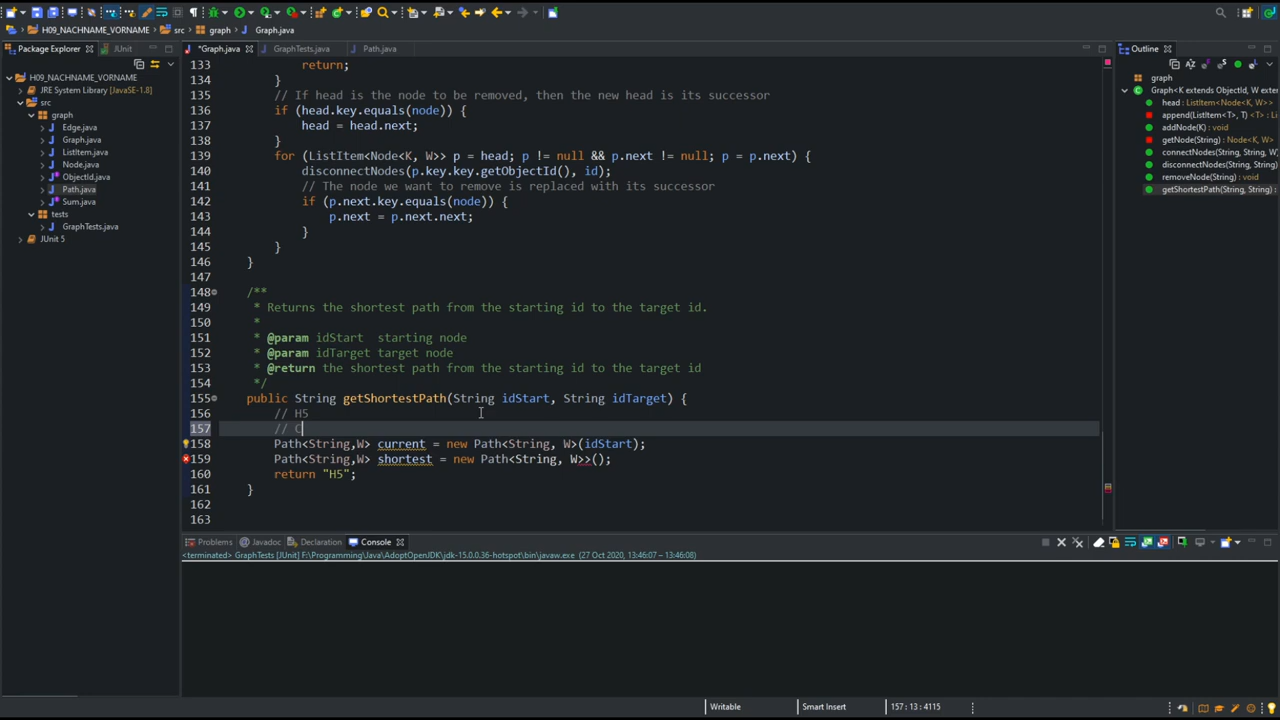 H09_NACHNAME_VORNAME
src
graph
Graph.java
Package Explorer
JUnit
*Graph.java
GraphTests.java
Path.java
Outline
H09_NACHNAME_VORNAME
JRE System Library [JavaSE-1.8]
src
graph
Edge.java
Graph.java
ListItem.java
Node.java
ObjectId.java
Path.java
Sum.java
tests
GraphTests.java
JUnit 5
133 return;
134 }
135 // If head is the node to be removed, then the new head is its successor
136 if (head.key.equals(node)) {
137 head = head.next;
138 }
139 for (ListItem<Node<K, W>> p = head; p != null && p.next != null; p = p.next) {
140 disconnectNodes(p.key.key.getObjectId(), id);
141 // The node we want to remove is replaced with its successor
142 if (p.next.key.equals(node)) {
143 p.next = p.next.next;
144 }
145 }
146 }
147
148 /**
149 * Returns the shortest path from the starting id to the target id.
150 *
151 * @param idStart  starting node
152 * @param idTarget target node
153 * @return the shortest path from the starting id to the target id
154 */
155 public String getShortestPath(String idStart, String idTarget) {
156 // H5
157 // C
158 Path<String,W> current = new Path<String, W>(idStart);
159 Path<String,W> shortest = new Path<String, W>>();
160 return "H5";
161 }
162
163
graph
Graph<K extends ObjectId, W exter
head : ListItem<Node<K, W>>
append(ListItem<T>, T) <T> : Li
addNode(K) : void
getNode(String) : Node<K, W>
connectNodes(String, String, W)
disconnectNodes(String, String)
removeNode(String) : void
getShortestPath(String, String) :
Problems
Javadoc
Declaration
Console
<terminated> GraphTests [JUnit] F:\Programming\Java\AdoptOpenJDK\jdk-15.0.0.36-hotspot\bin\javaw.exe (27 Oct 2020, 13:46:07 – 13:46:08)
Writable
Smart Insert
157 : 13 : 4115